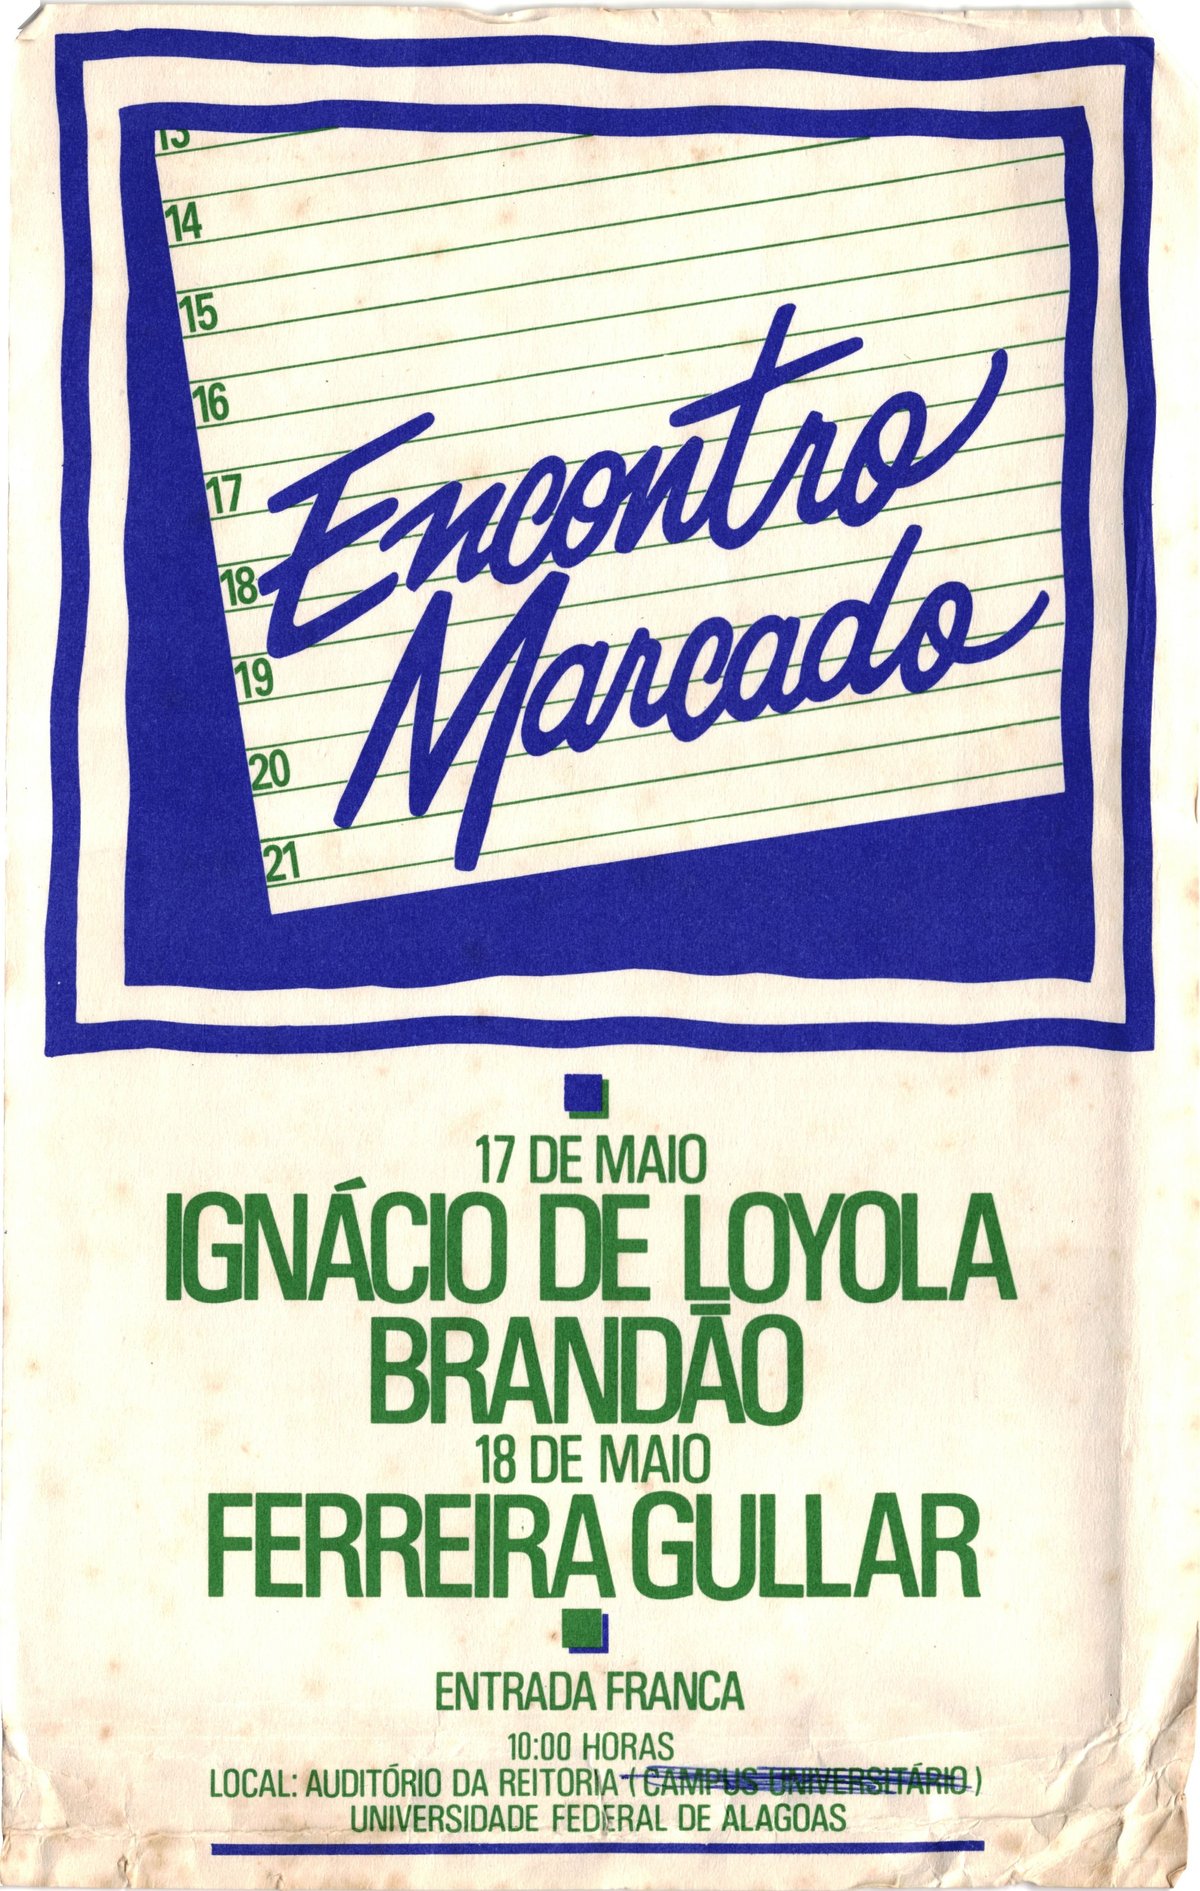 13
14
15
16
17
18
19
20
21
Encontro
Marcado
17 DE MAIO
IGNÁCIO DE LOYOLA
BRANDÃO
18 DE MAIO
FERREIRA GULLAR
ENTRADA FRANCA
10:00 HORAS
LOCAL: AUDITÓRIO DA REITORIA (CAMPUS UNIVERSITÁRIO)
UNIVERSIDADE FEDERAL DE ALAGOAS